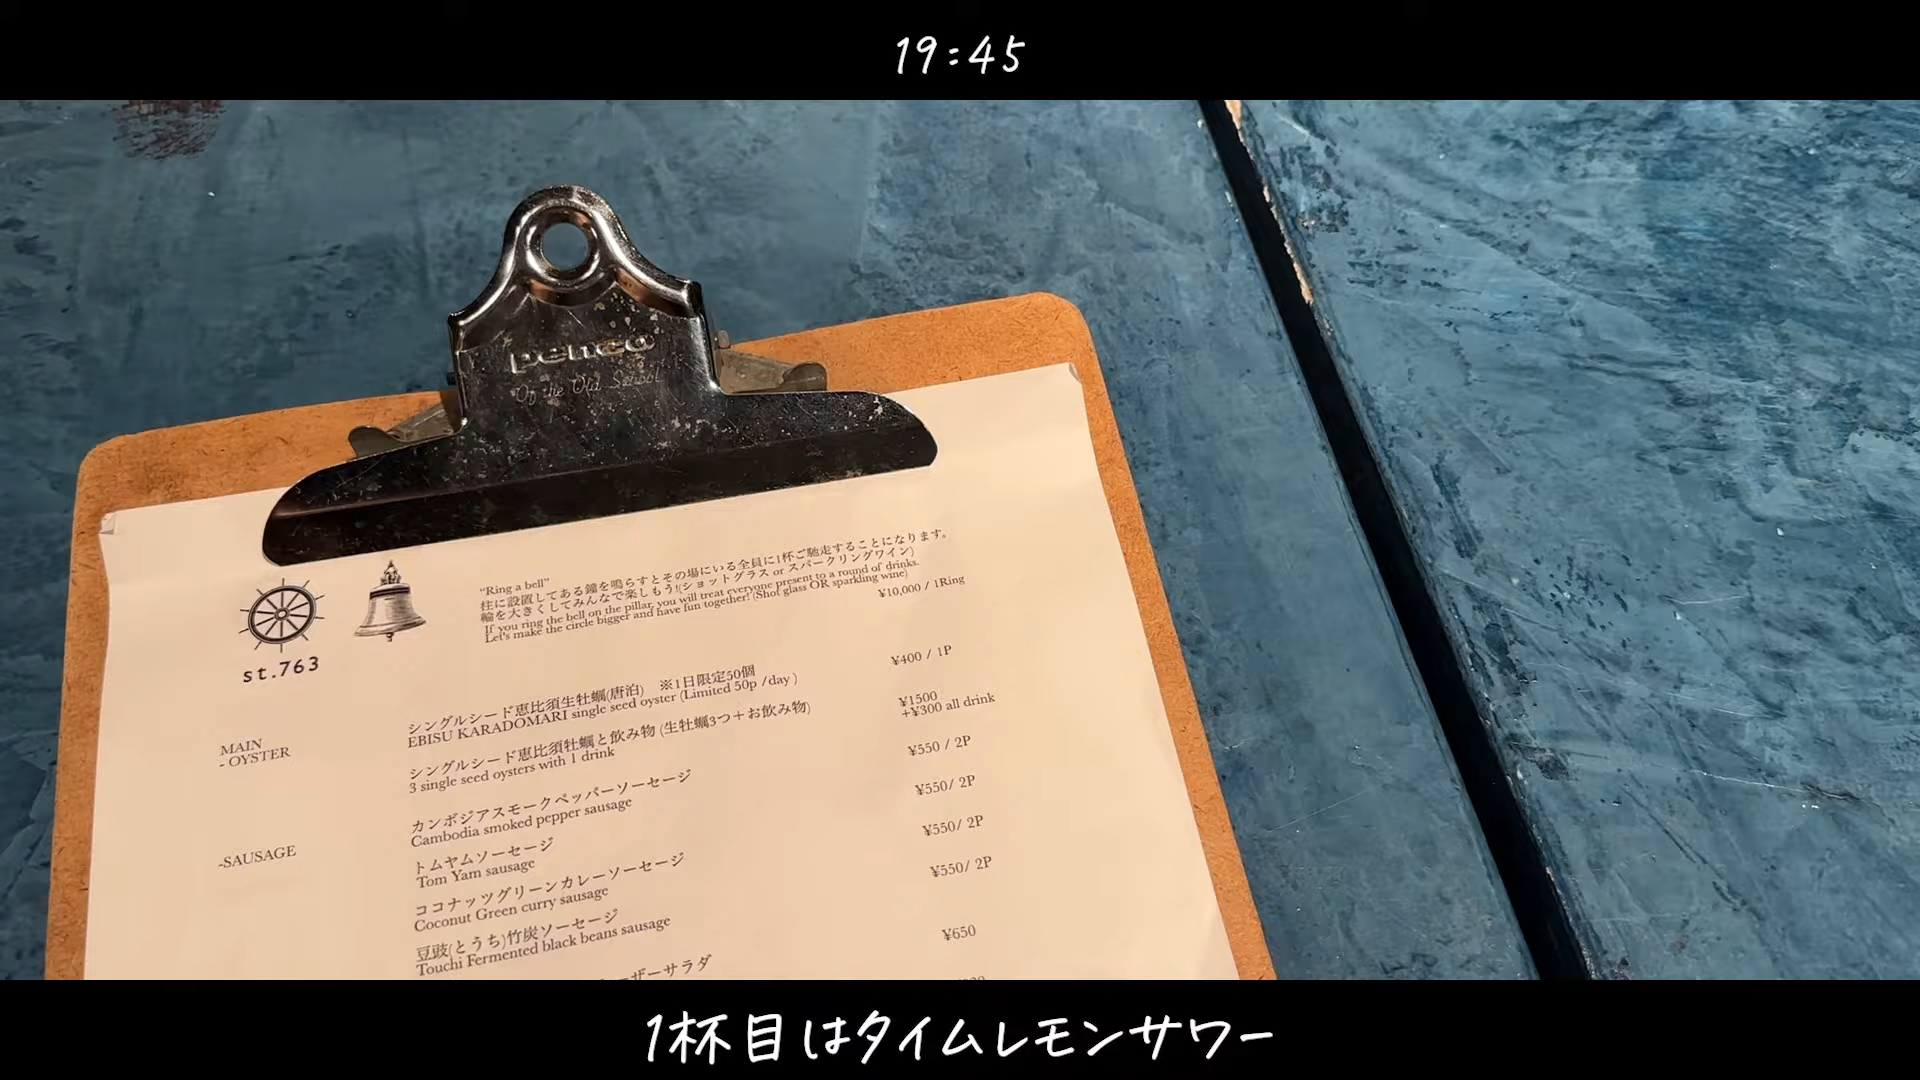 19:45
penco
"Of the Old School"
"Ring a bell"
柱に設置してある鐘を鳴らすとその場にいる全員に1杯ご馳走することになります。
輪を大きくしてみんなで楽しもう!(ショットグラス or スパークリングワイン)
If you ring the bell on the pillar, you will treat everyone present to a round of drinks.
Let's make the circle bigger and have fun together! (Shot glass OR sparkling wine)
¥10,000 / 1Ring
st.763
MAIN
- OYSTER
シングルシード恵比須生牡蠣(唐泊) ※1日限定50個
EBISU KARADOMARI single seed oyster (Limited 50p /day )
¥400 / 1P
シングルシード恵比須牡蠣と飲み物 (生牡蠣3つ+お飲み物)
3 single seed oysters with 1 drink
¥1500
+¥300 all drink
-SAUSAGE
カンボジアスモークペッパーソーセージ
Cambodia smoked pepper sausage
¥550 / 2P
トムヤムソーセージ
Tom Yam sausage
¥550/ 2P
ココナッツグリーンカレーソーセージ
Coconut Green curry sausage
¥550/ 2P
豆豉(とうち)竹炭ソーセージ
Touchi Fermented black beans sausage
¥550/ 2P
ーザーサラダ
¥650
1杯目はタイムレモンサワー